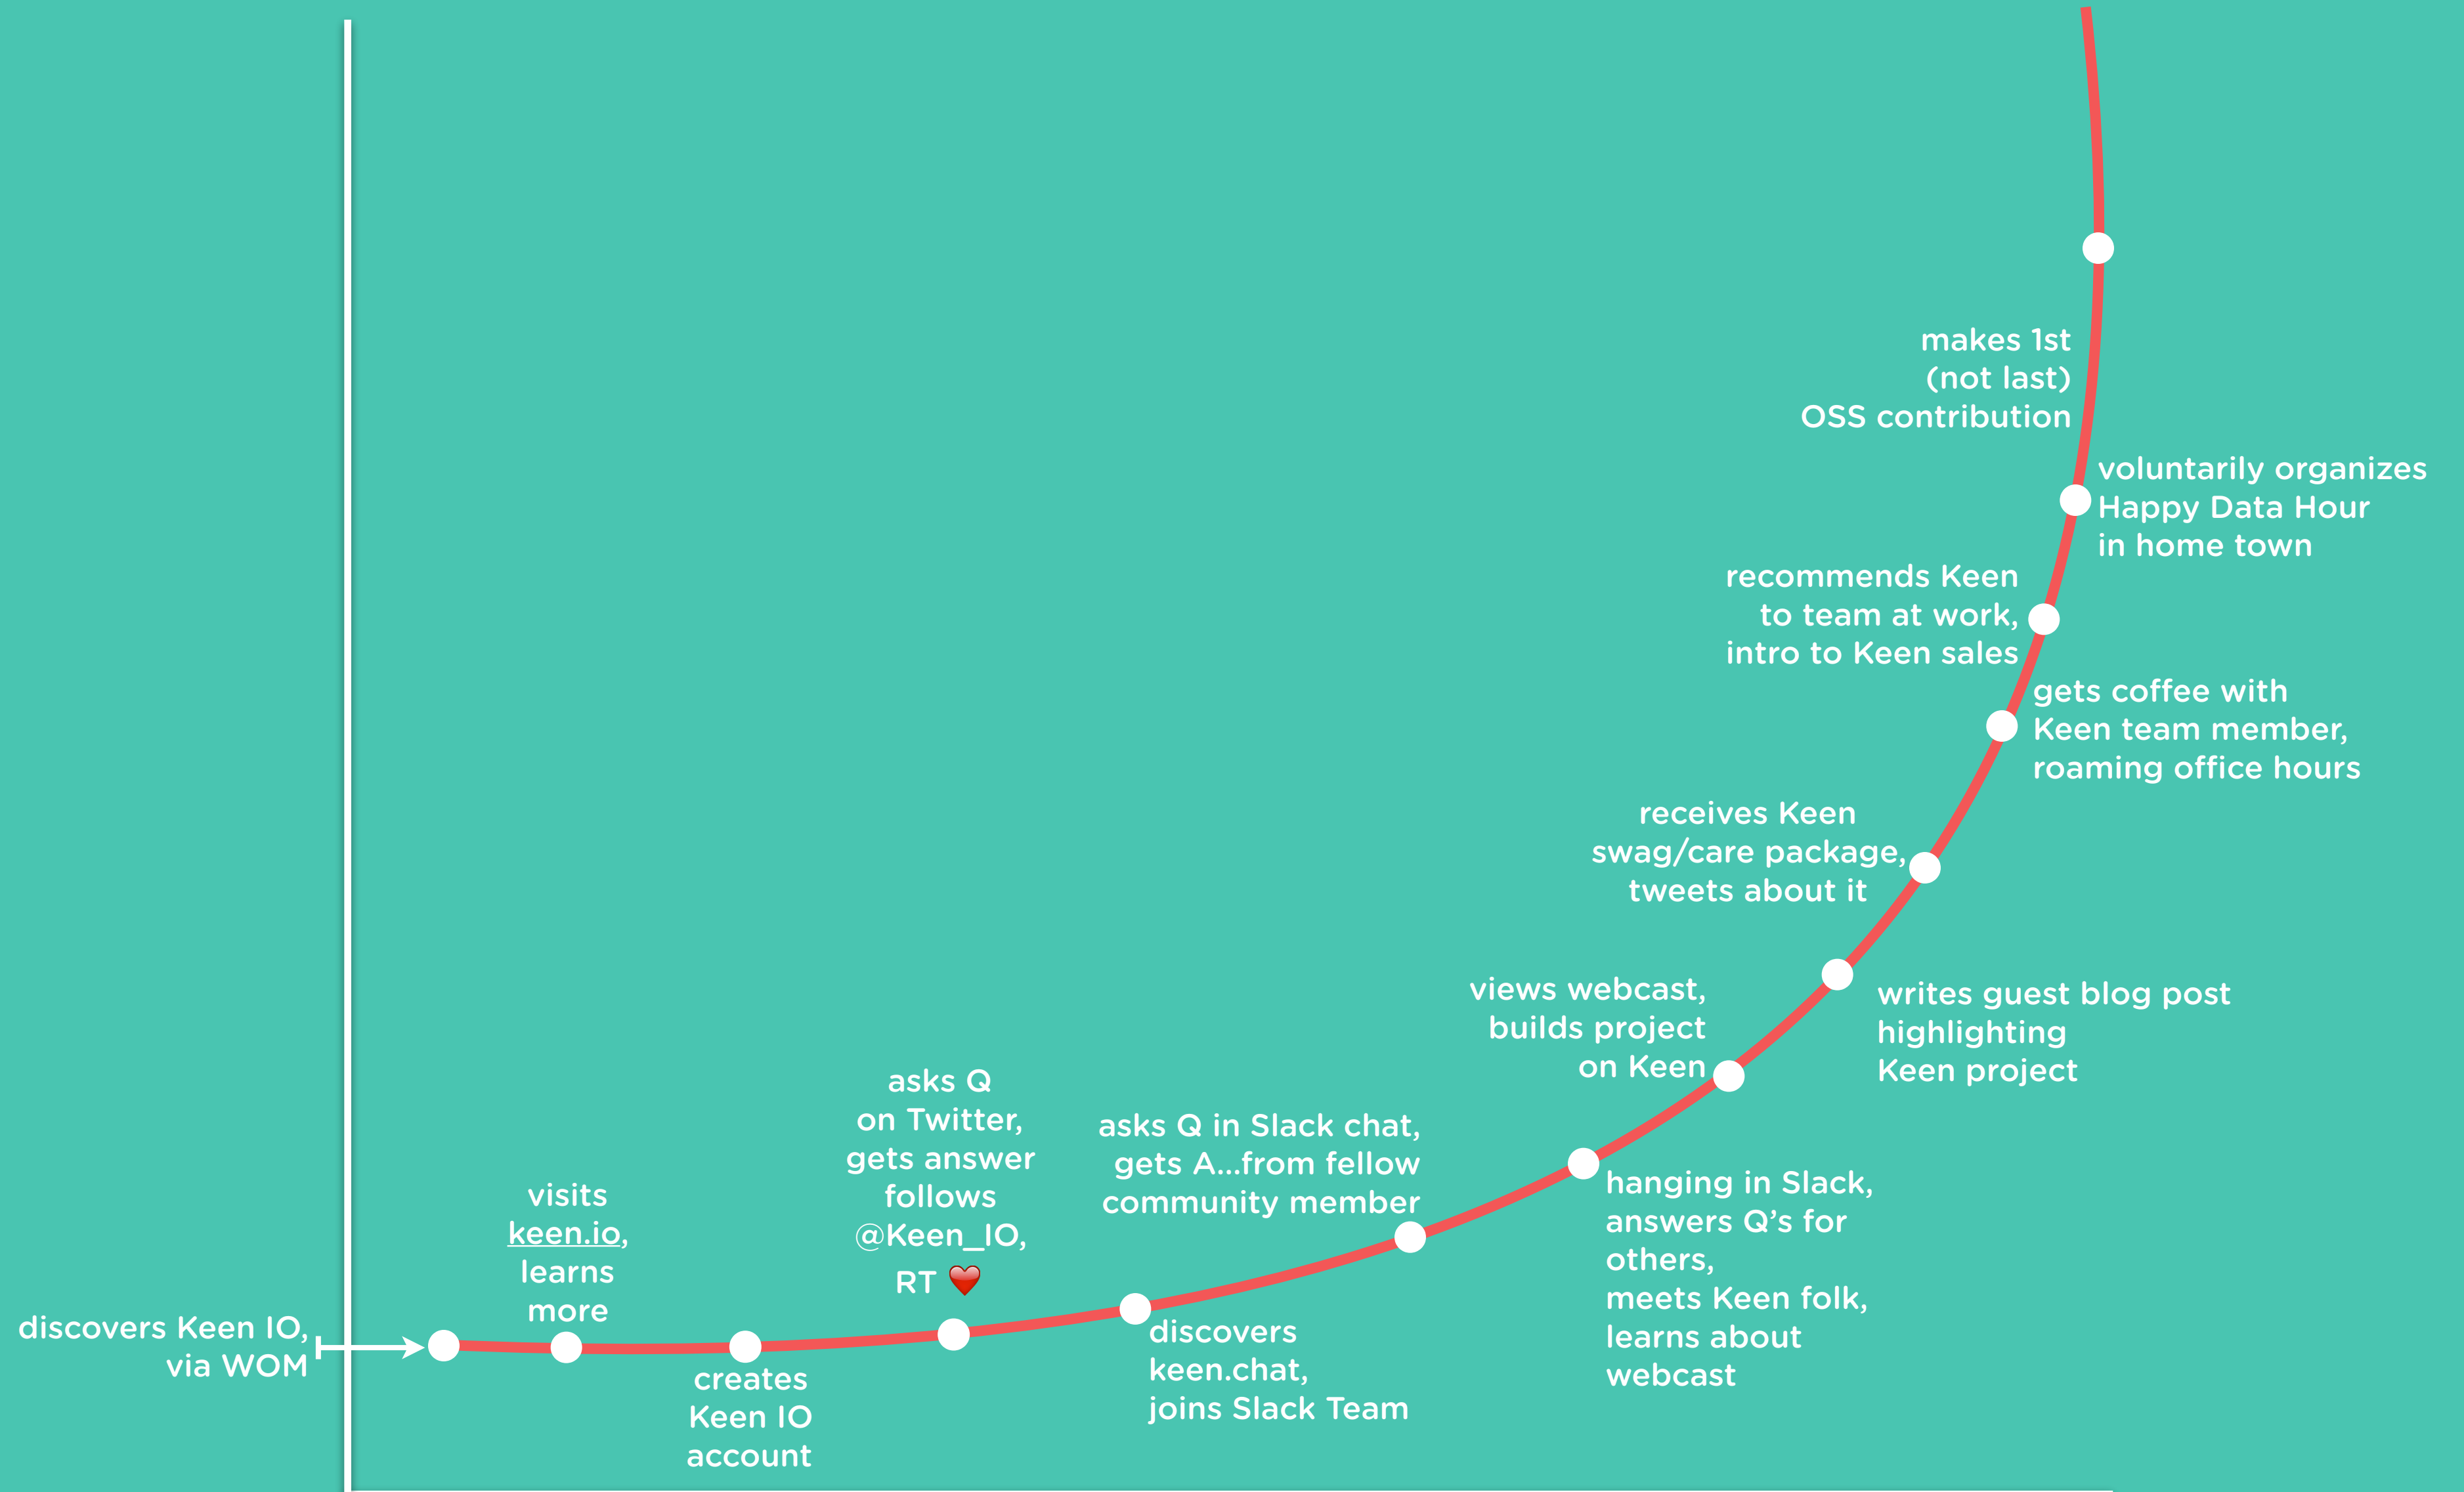 discovers Keen IO,
via WOM
visits
keen.io,
learns
more
creates
Keen IO
account
asks Q
on Twitter,
gets answer
follows
@Keen_IO,
RT ❤️
discovers
keen.chat,
joins Slack Team
asks Q in Slack chat,
gets A...from fellow
community member
hanging in Slack,
answers Q’s for
others,
meets Keen folk,
learns about
webcast
views webcast,
builds project
on Keen
writes guest blog post
highlighting
Keen project
receives Keen
swag/care package,
tweets about it
gets coffee with
Keen team member,
roaming office hours
recommends Keen
to team at work,
intro to Keen sales
voluntarily organizes
Happy Data Hour
in home town
makes 1st
(not last)
OSS contribution